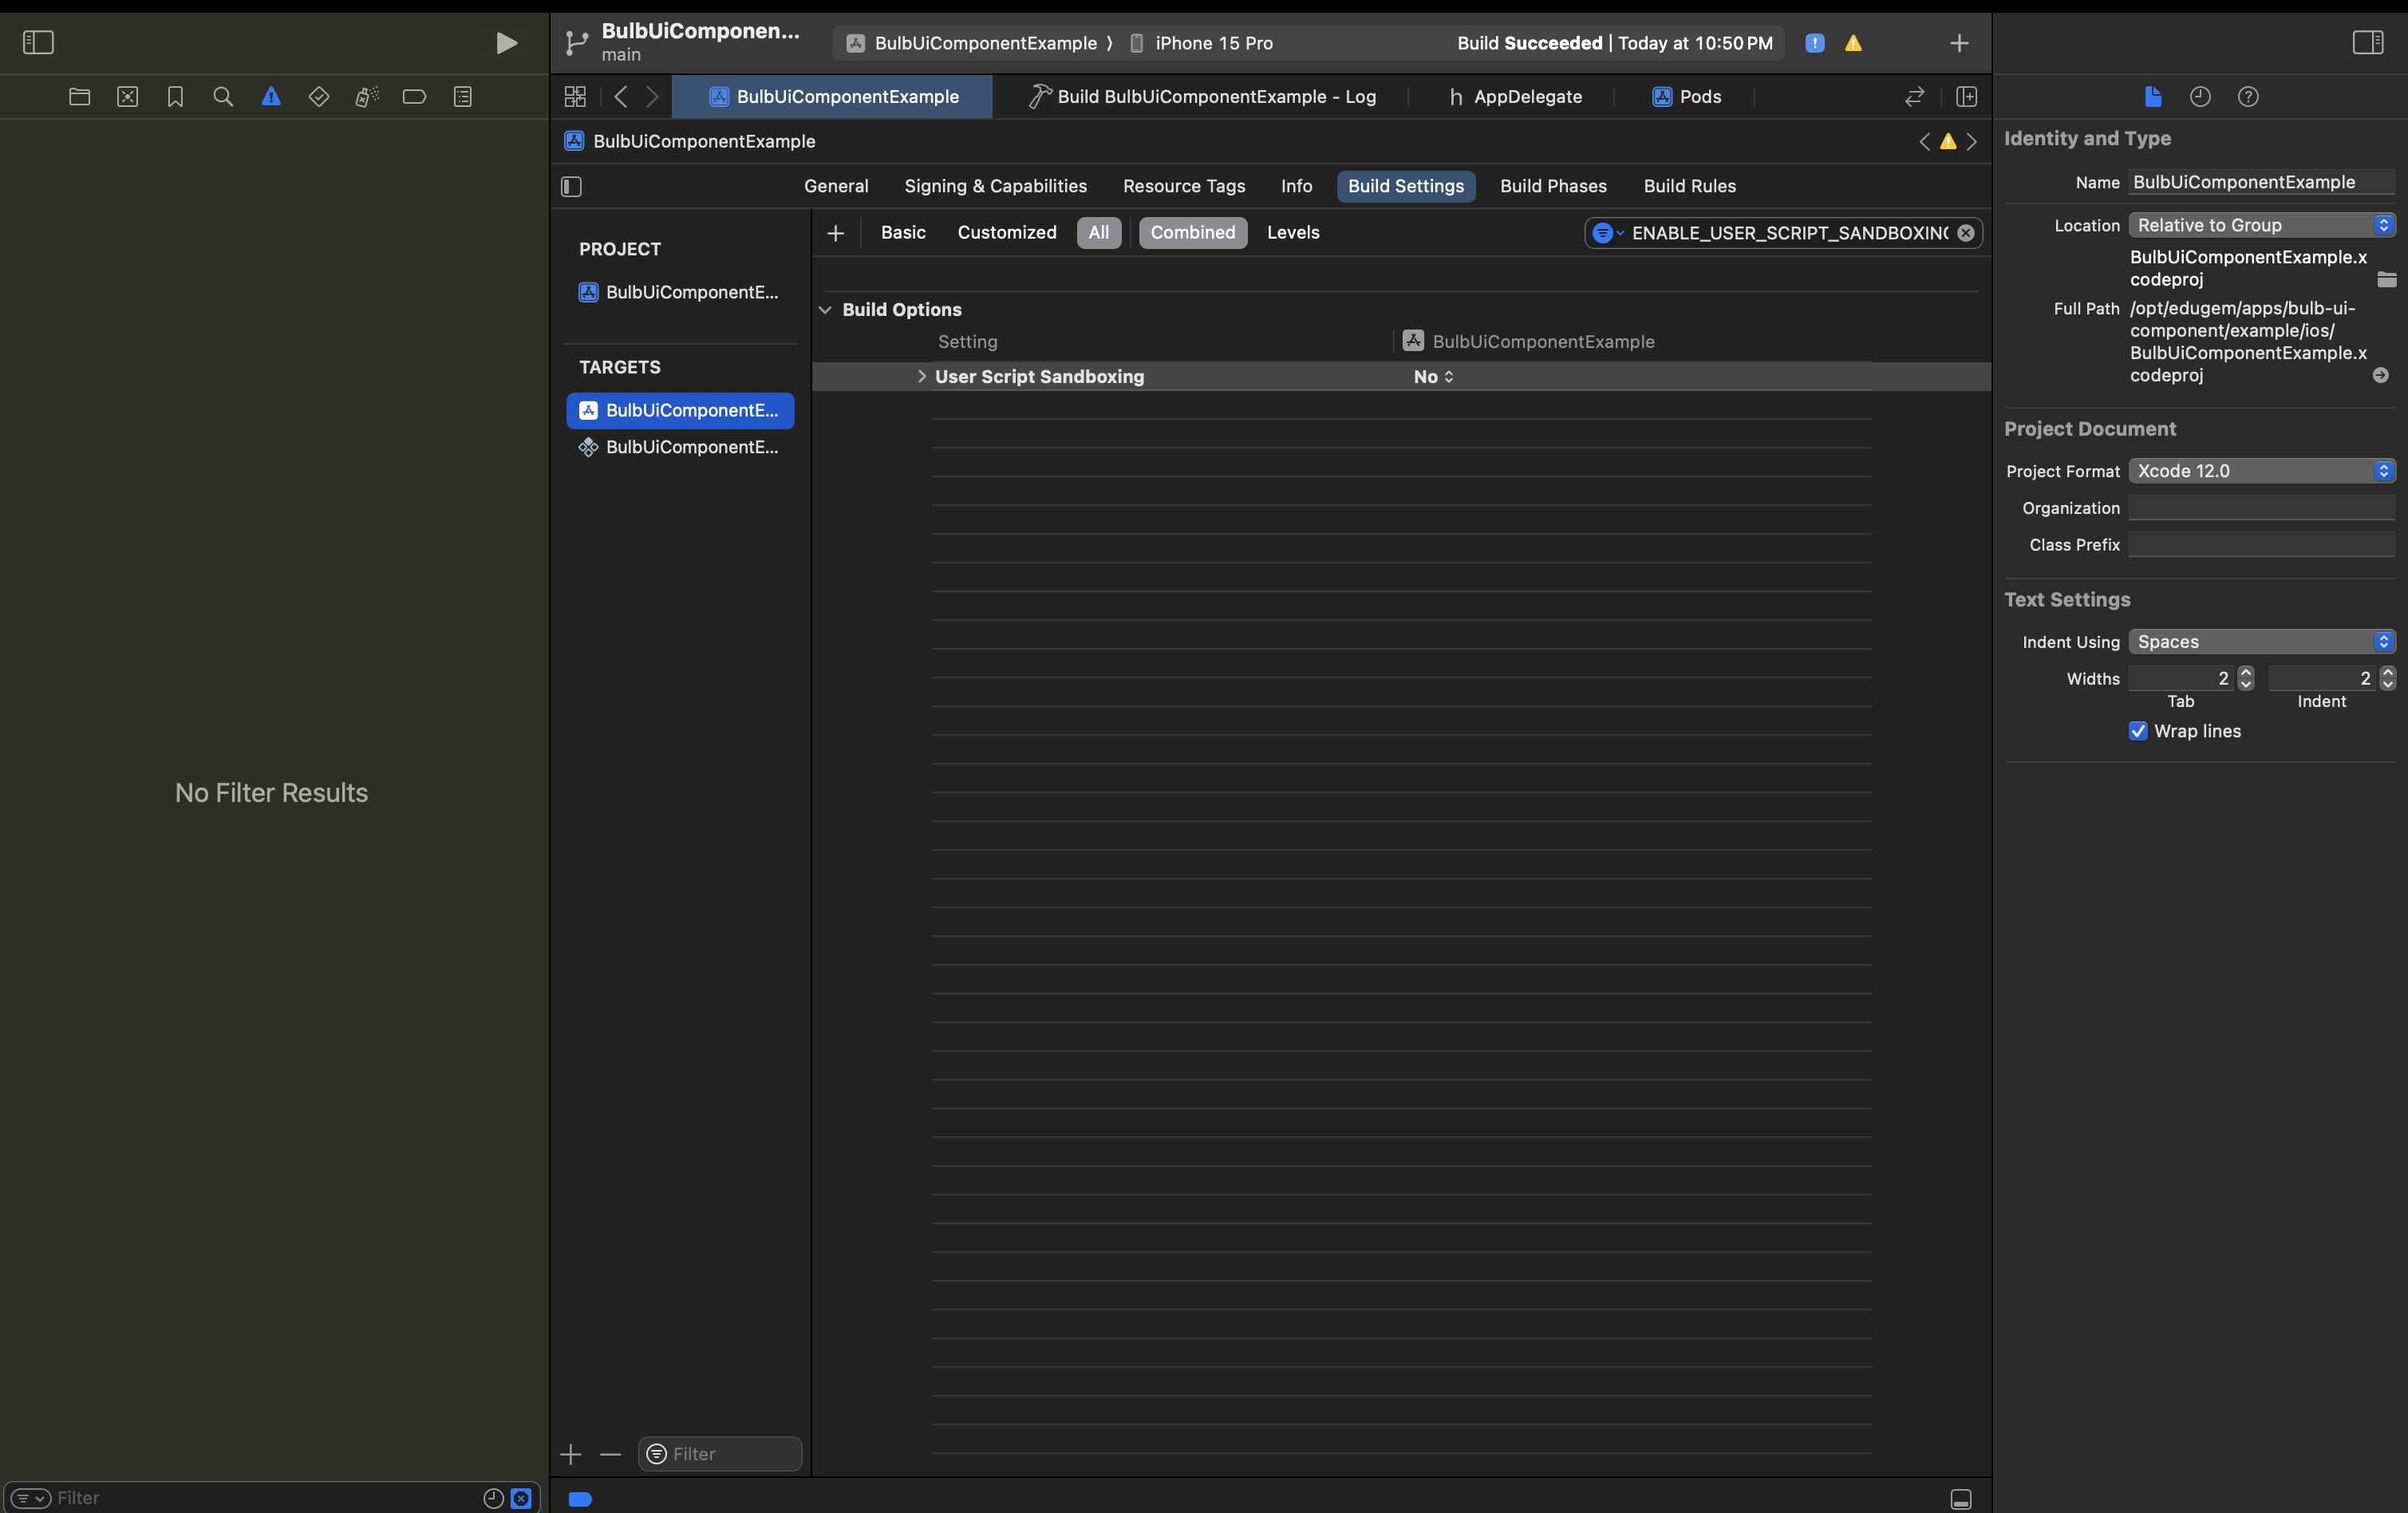 BulbUiComponen...
main
BulbUiComponentExample
iPhone 15 Pro
Build Succeeded | Today at 10:50 PM
BulbUiComponentExample
Build BulbUiComponentExample - Log
h AppDelegate
Pods
BulbUiComponentExample
General
Signing & Capabilities
Resource Tags
Info
Build Settings
Build Phases
Build Rules
PROJECT
BulbUiComponentE...
TARGETS
BulbUiComponentE...
BulbUiComponentE...
Filter
Basic
Customized
All
Combined
Levels
ENABLE_USER_SCRIPT_SANDBOXING
Build Options
Setting
BulbUiComponentExample
User Script Sandboxing
No
No Filter Results
Filter
Identity and Type
Name BulbUiComponentExample
Location Relative to Group
BulbUiComponentExample.x
codeproj
Full Path /opt/edugem/apps/bulb-ui-
component/example/ios/
BulbUiComponentExample.x
codeproj
Project Document
Project Format Xcode 12.0
Organization
Class Prefix
Text Settings
Indent Using Spaces
Widths 2 2
Tab Indent
Wrap lines